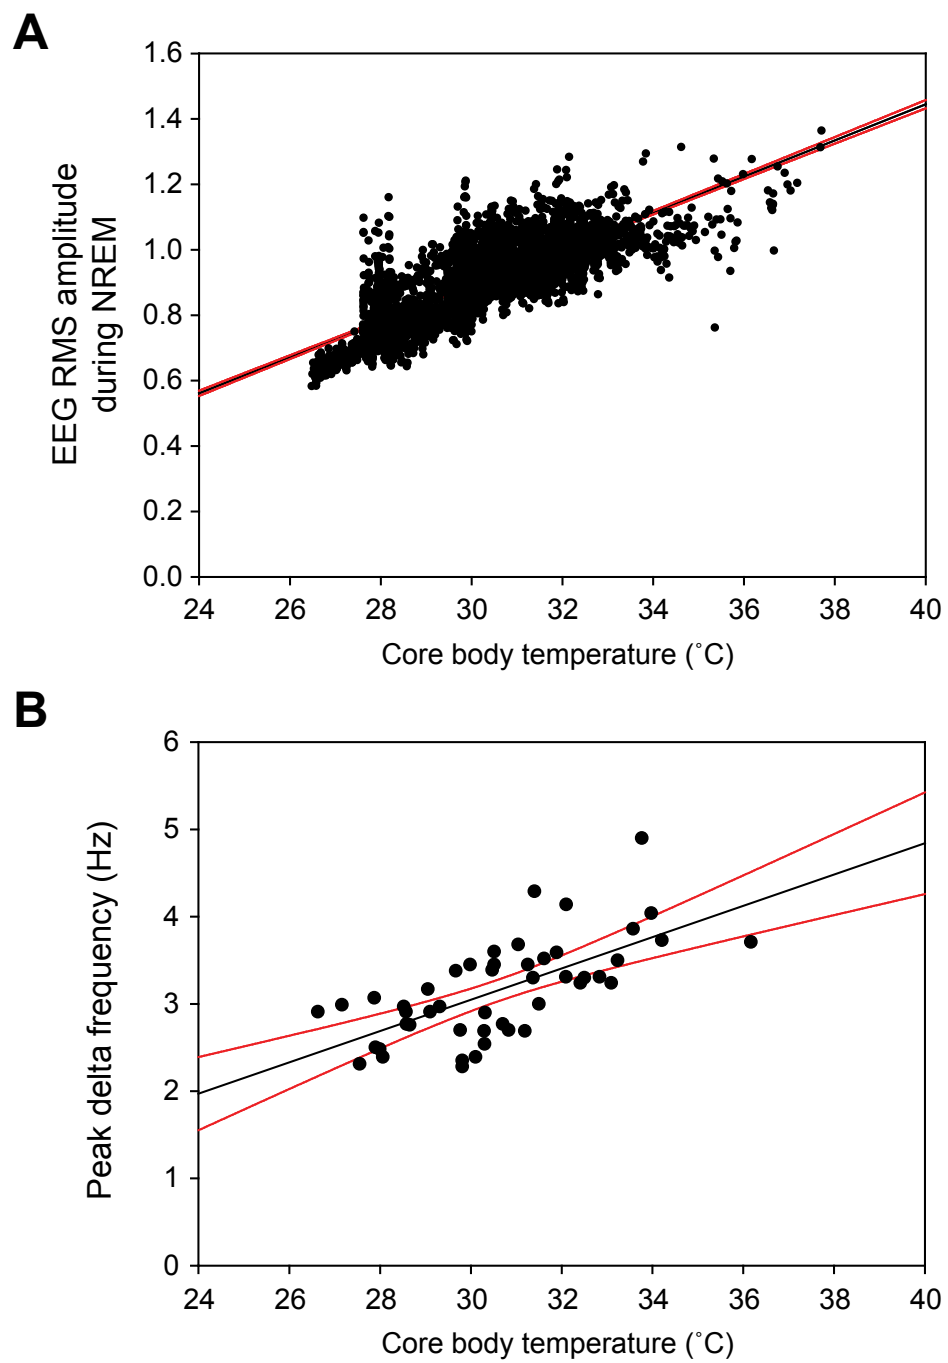 A
1.6
1.4
1.2
1.0
0.8
0.6
0.4
0.2
0.0
EEG RMS amplitude
during NREM
24 26 28 30 32 34 36 38 40
Core body temperature (˚C)
B
6
5
4
3
2
1
0
Peak delta frequency (Hz)
24 26 28 30 32 34 36 38 40
Core body temperature (˚C)